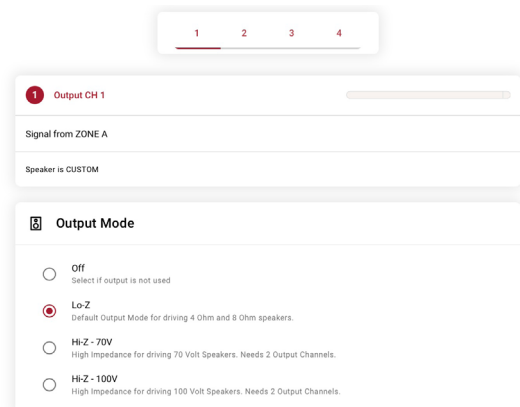 1 2 3 4
1 Output CH 1
Signal from ZONE A
Speaker is CUSTOM
Output Mode
Off
Select if output is not used
Lo-Z
Default Output Mode for driving 4 Ohm and 8 Ohm speakers.
Hi-Z - 70V
High Impedance for driving 70 Volt Speakers. Needs 2 Output Channels.
Hi-Z - 100V
High Impedance for driving 100 Volt Speakers. Needs 2 Output Channels.